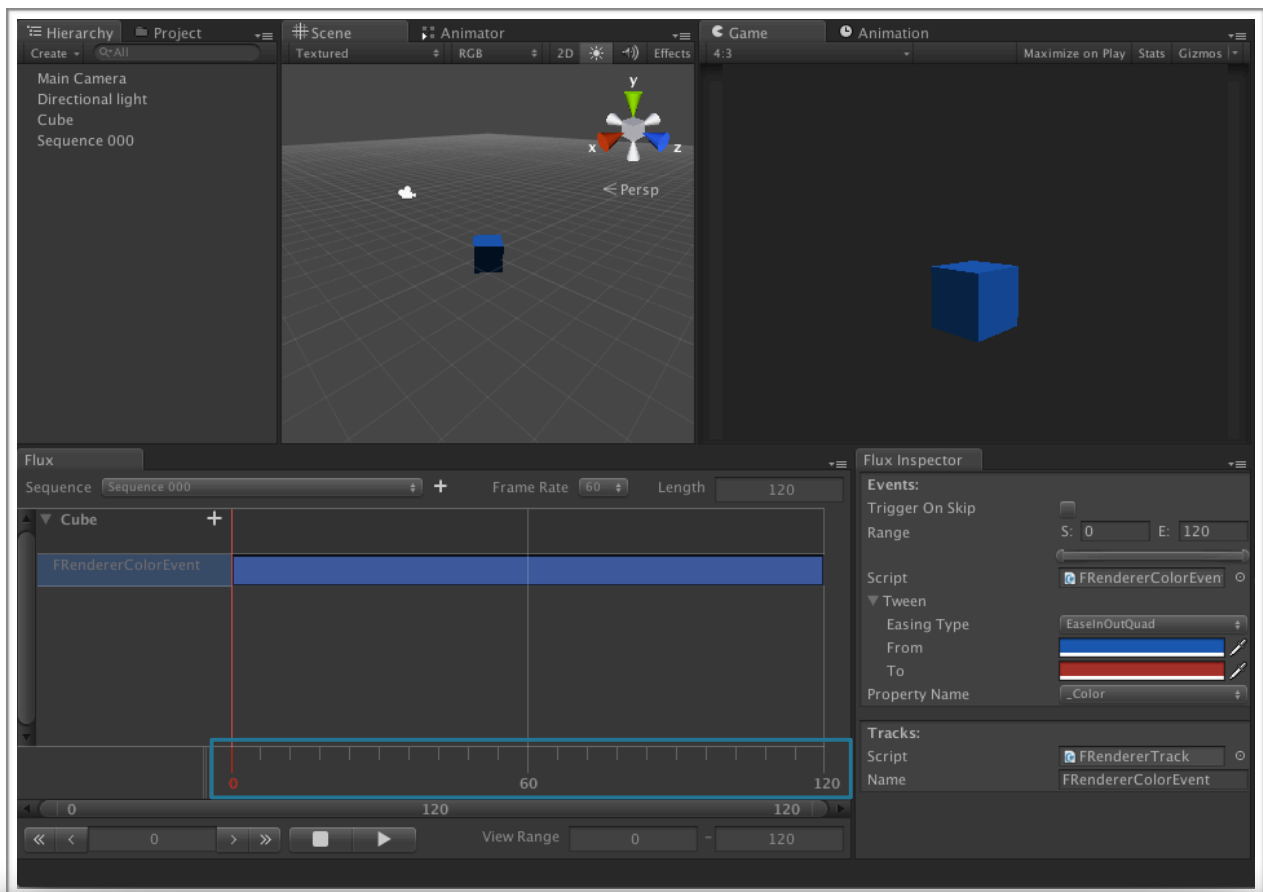 Hierarchy Project
Create All
Main Camera
Directional light
Cube
Sequence 000
Scene Animator
Textured RGB 2D Effects
y
x z
Persp
Game Animation
4:3 Maximize on Play Stats Gizmos
Flux
Sequence Sequence 000 + Frame Rate 60 Length 120
Cube +
FRendererColorEvent
0 60 120
0 120 120
0 View Range 0 - 120
Flux Inspector
Events:
Trigger On Skip
Range S: 0 E: 120
Script FRendererColorEven
Tween
Easing Type EaseInOutQuad
From
To
Property Name _Color
Tracks:
Script FRendererTrack
Name FRendererColorEvent